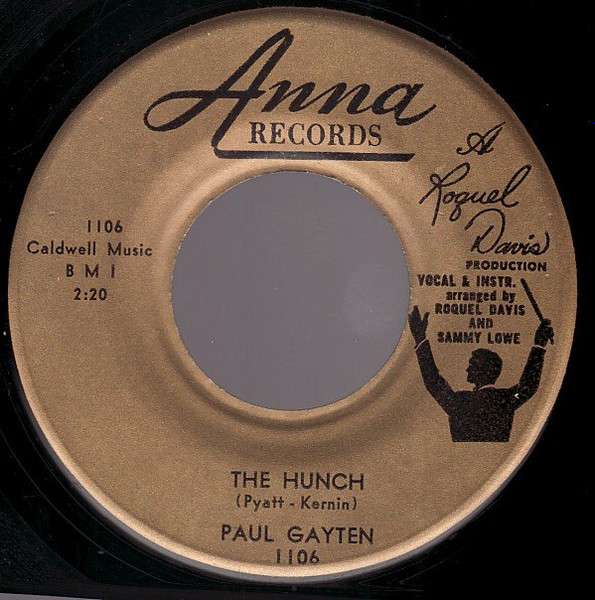 Anna
RECORDS
A
Roquel
Davis
PRODUCTION
VOCAL & INSTR.
arranged by
ROQUEL DAVIS
AND
SAMMY LOWE
1106
Caldwell Music
B M I
2:20
THE HUNCH
(Pyatt - Kernin)
PAUL GAYTEN
1106